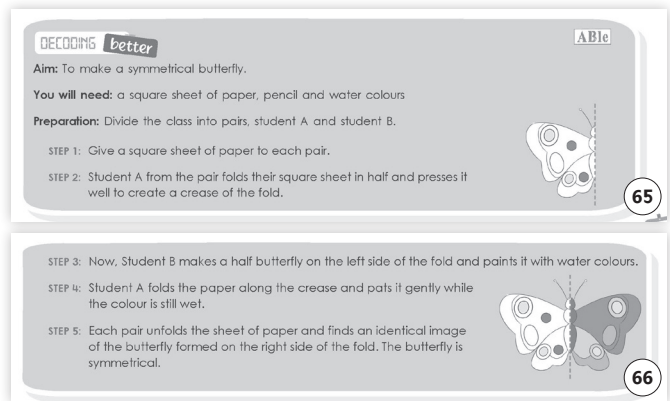 DECODING better
ABle
Aim: To make a symmetrical butterfly.
You will need: a square sheet of paper, pencil and water colours
Preparation: Divide the class into pairs, student A and student B.
STEP 1: Give a square sheet of paper to each pair.
STEP 2: Student A from the pair folds their square sheet in half and presses it
well to create a crease of the fold.
65
STEP 3: Now, Student B makes a half butterfly on the left side of the fold and paints it with water colours.
STEP 4: Student A folds the paper along the crease and pats it gently while
the colour is still wet.
STEP 5: Each pair unfolds the sheet of paper and finds an identical image
of the butterfly formed on the right side of the fold. The butterfly is
symmetrical.
66